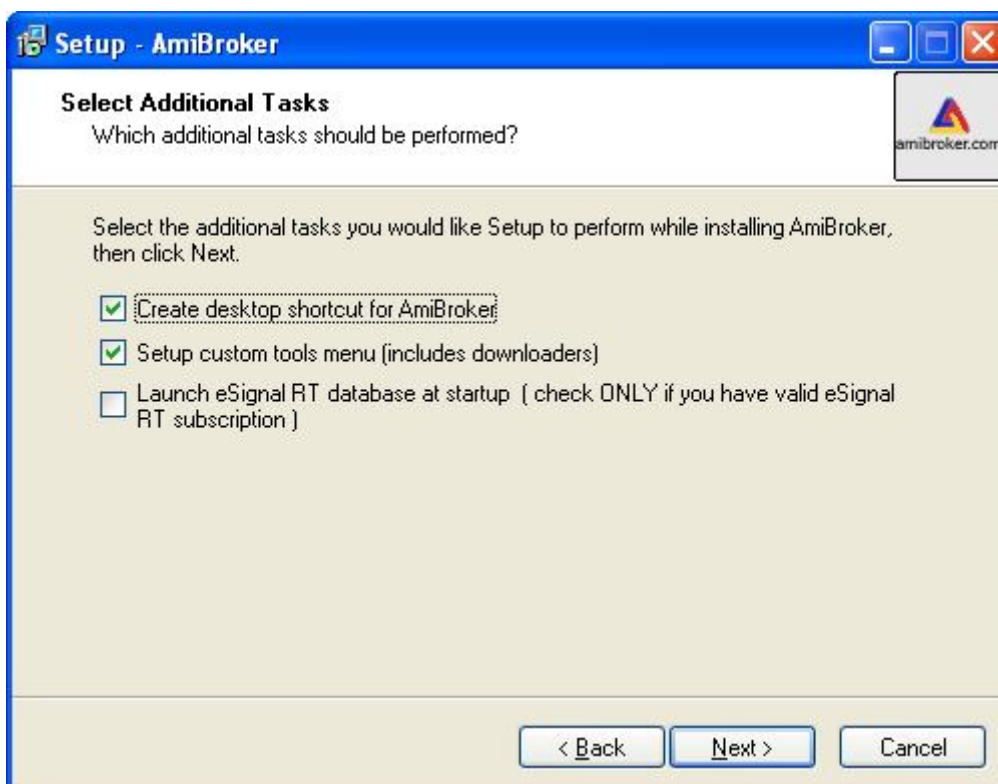 Setup - AmiBroker
Select Additional Tasks
Which additional tasks should be performed?
amibroker.com
Select the additional tasks you would like Setup to perform while installing AmiBroker,
then click Next.
Create desktop shortcut for AmiBroker
Setup custom tools menu (includes downloaders)
Launch eSignal RT database at startup ( check ONLY if you have valid eSignal
RT subscription )
< Back
Next >
Cancel